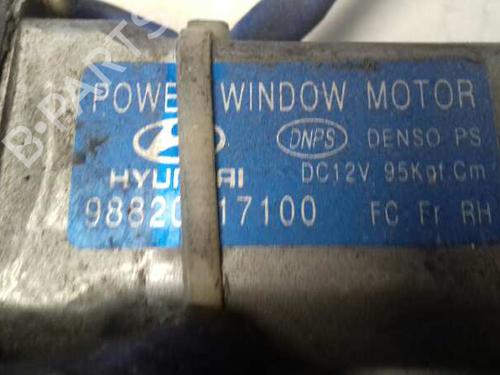 B-PARTS
POWE WINDOW MOTOR
DNPS DENSO PS
HYUNDAI DC12V 95Kgf Cm
98820 17100 FC Fr RH